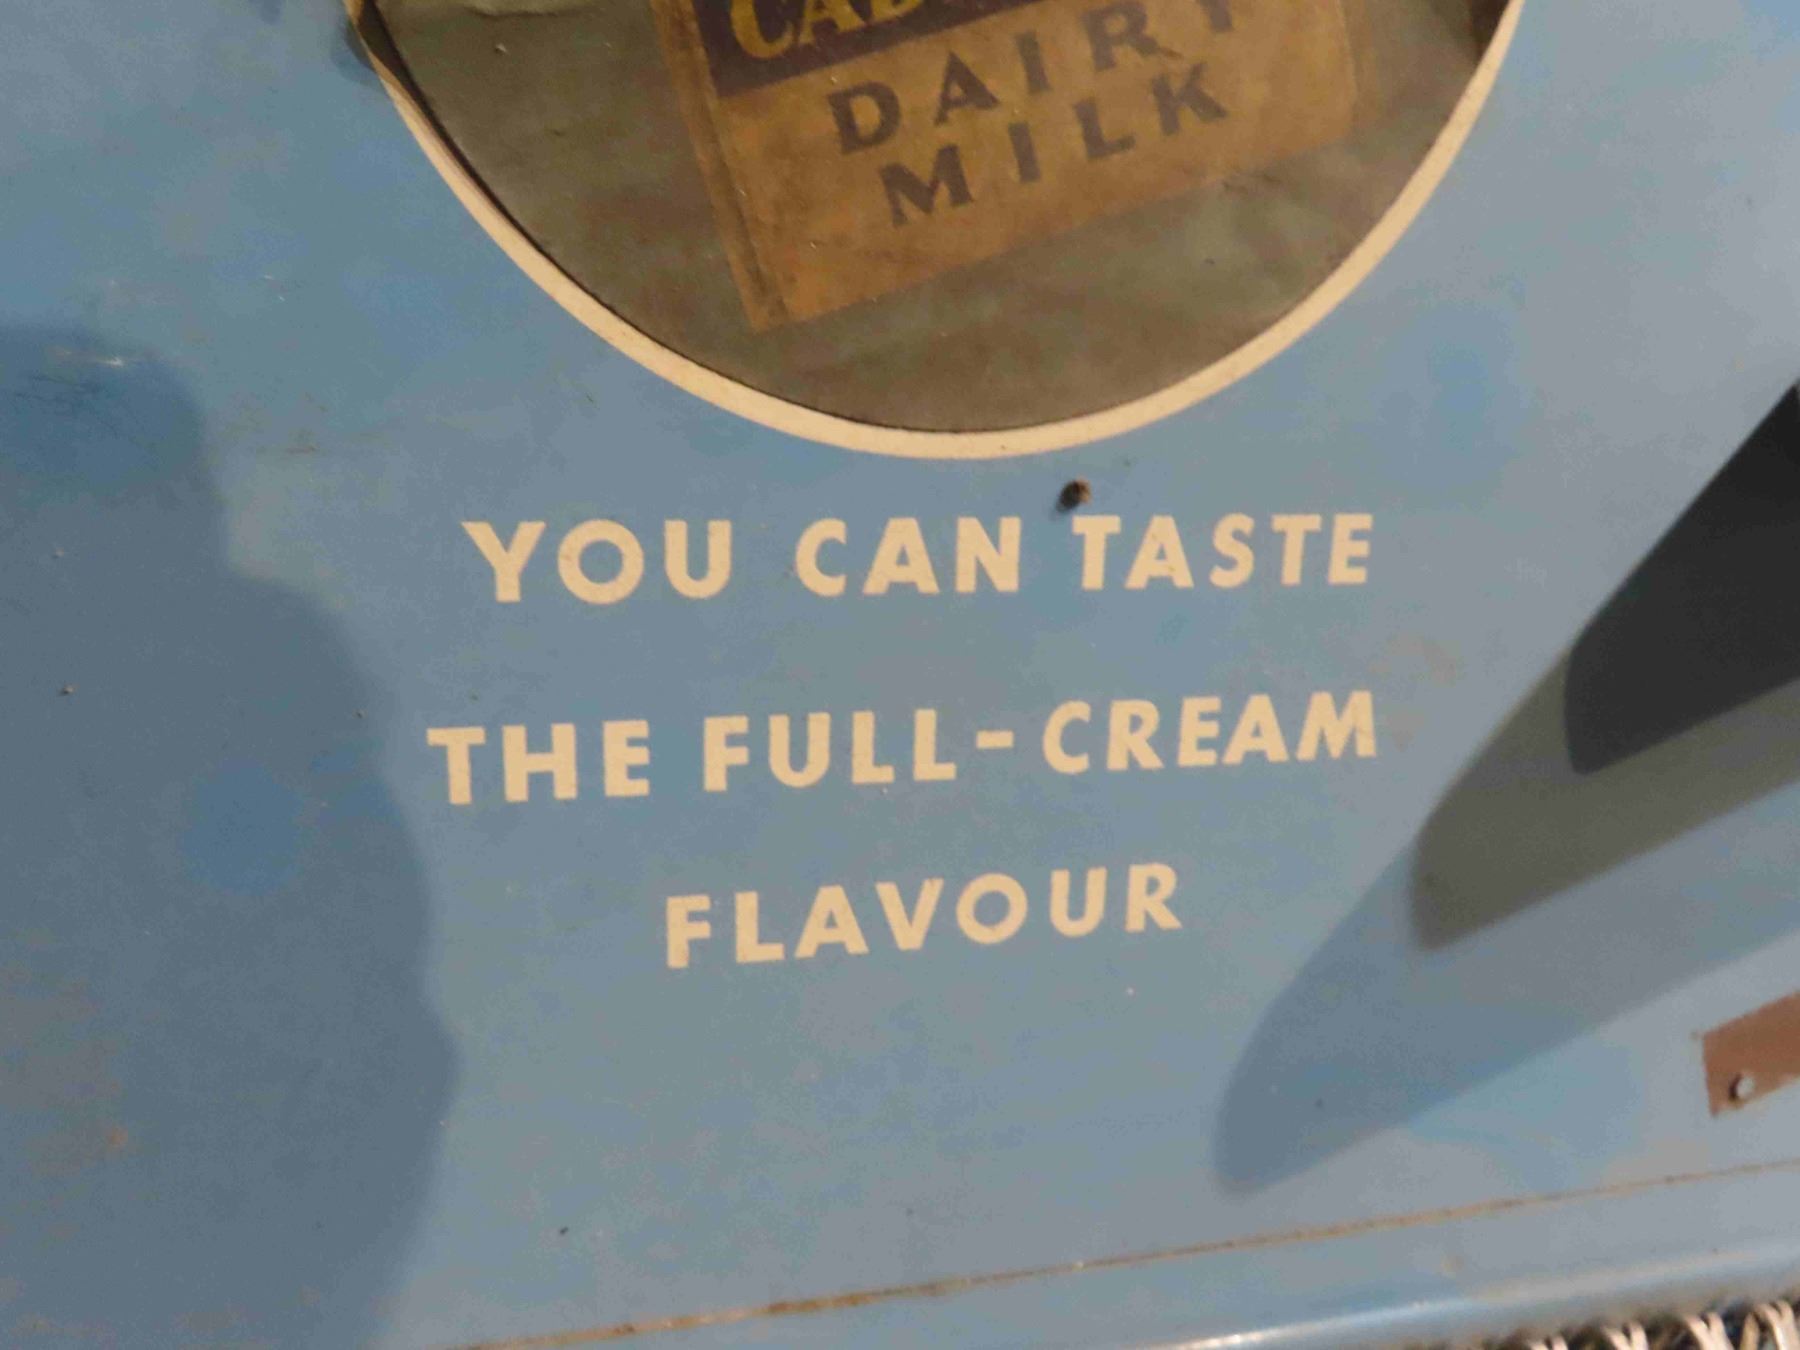 DAIRY
MILK
YOU CAN TASTE
THE FULL-CREAM
FLAVOUR